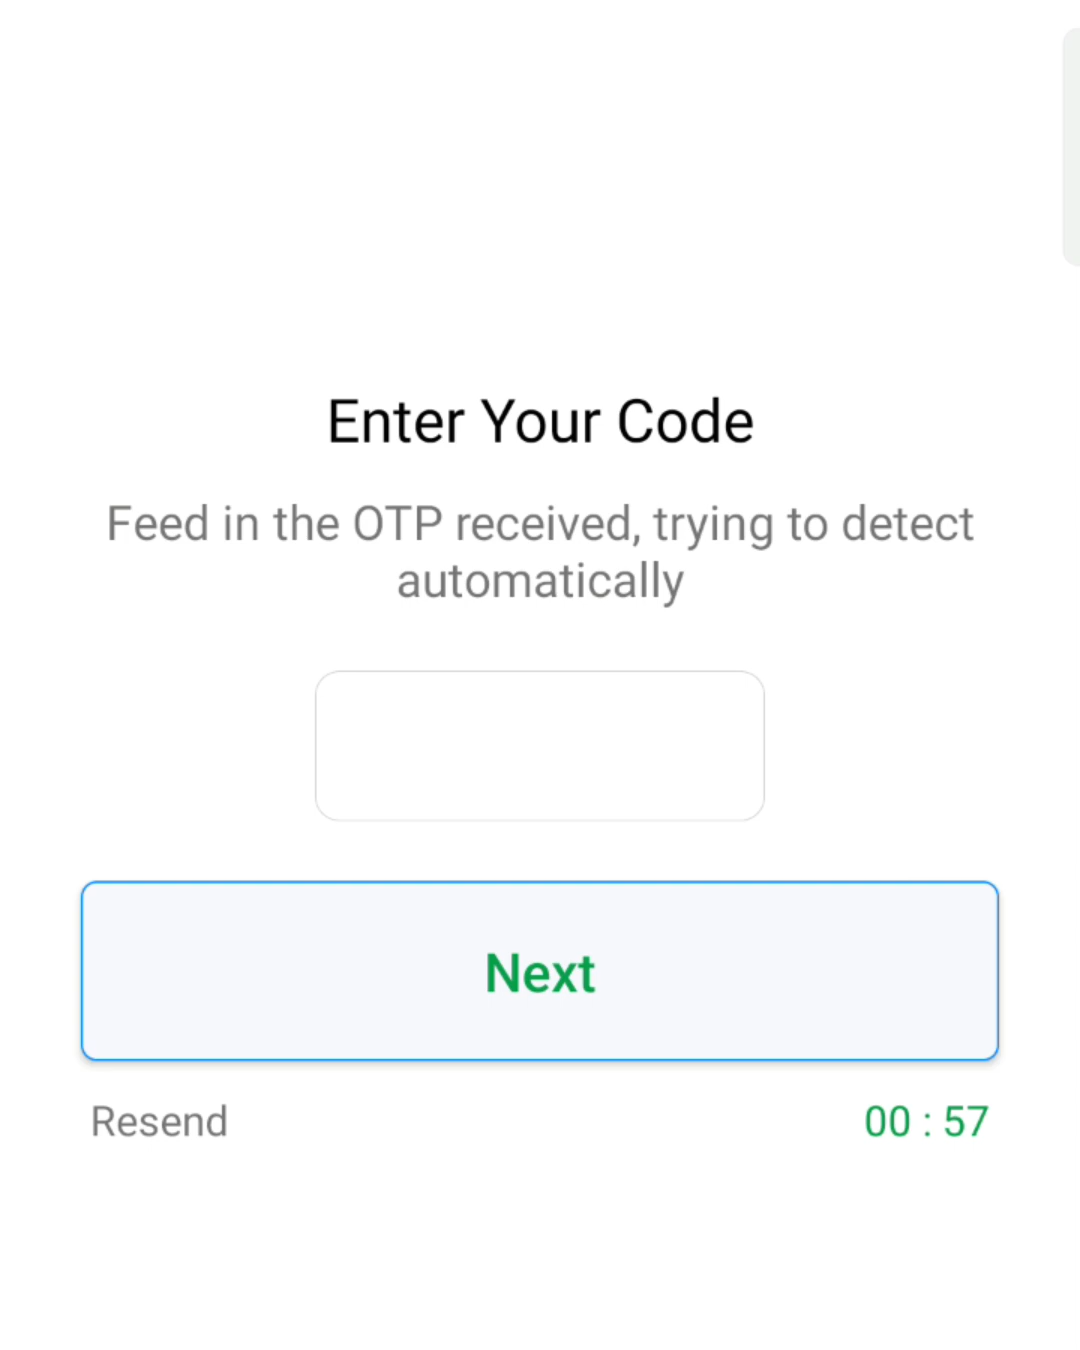 Enter Your Code
Feed in the OTP received, trying to detect
automatically
Next
Resend
00 : 57